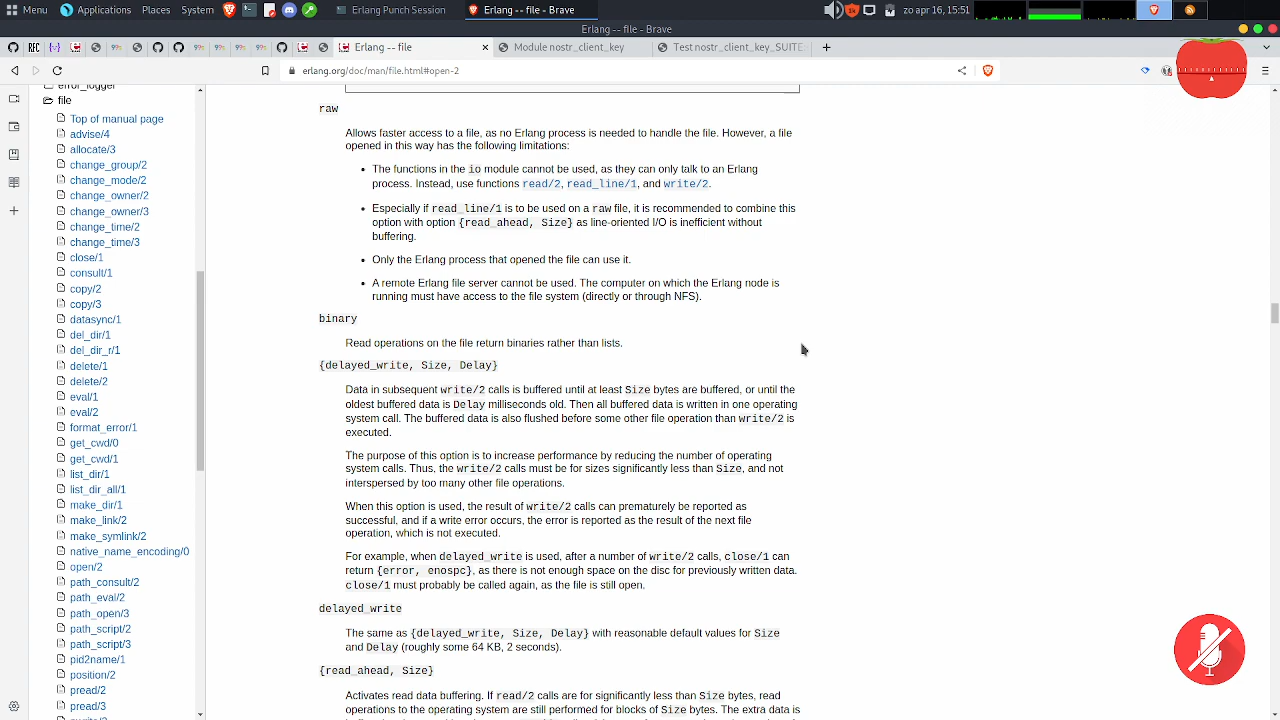 Menu Applications Places System Erlang Punch Session Erlang -- file - Brave zo apr 16, 15:51
Erlang -- file - Brave
Erlang -- file Module nostr_client_key Test nostr_client_key_SUITE
erlang.org/doc/man/file.html#open-2
error_logger
file
Top of manual page
advise/4
allocate/3
change_group/2
change_mode/2
change_owner/2
change_owner/3
change_time/2
change_time/3
close/1
consult/1
copy/2
copy/3
datasync/1
del_dir/1
del_dir_r/1
delete/1
delete/2
eval/1
eval/2
format_error/1
get_cwd/0
get_cwd/1
list_dir/1
list_dir_all/1
make_dir/1
make_link/2
make_symlink/2
native_name_encoding/0
open/2
path_consult/2
path_eval/2
path_open/3
path_script/2
path_script/3
pid2name/1
position/2
pread/2
pread/3
raw
Allows faster access to a file, as no Erlang process is needed to handle the file. However, a file
opened in this way has the following limitations:
• The functions in the io module cannot be used, as they can only talk to an Erlang
process. Instead, use functions read/2, read_line/1, and write/2.
• Especially if read_line/1 is to be used on a raw file, it is recommended to combine this
option with option {read_ahead, Size} as line-oriented I/O is inefficient without
buffering.
• Only the Erlang process that opened the file can use it.
• A remote Erlang file server cannot be used. The computer on which the Erlang node is
running must have access to the file system (directly or through NFS).
binary
Read operations on the file return binaries rather than lists.
{delayed_write, Size, Delay}
Data in subsequent write/2 calls is buffered until at least Size bytes are buffered, or until the
oldest buffered data is Delay milliseconds old. Then all buffered data is written in one operating
system call. The buffered data is also flushed before some other file operation than write/2 is
executed.
The purpose of this option is to increase performance by reducing the number of operating
system calls. Thus, the write/2 calls must be for sizes significantly less than Size, and not
interspersed by too many other file operations.
When this option is used, the result of write/2 calls can prematurely be reported as
successful, and if a write error occurs, the error is reported as the result of the next file
operation, which is not executed.
For example, when delayed_write is used, after a number of write/2 calls, close/1 can
return {error, enospc}, as there is not enough space on the disc for previously written data.
close/1 must probably be called again, as the file is still open.
delayed_write
The same as {delayed_write, Size, Delay} with reasonable default values for Size
and Delay (roughly some 64 KB, 2 seconds).
{read_ahead, Size}
Activates read data buffering. If read/2 calls are for significantly less than Size bytes, read
operations to the operating system are still performed for blocks of Size bytes. The extra data is